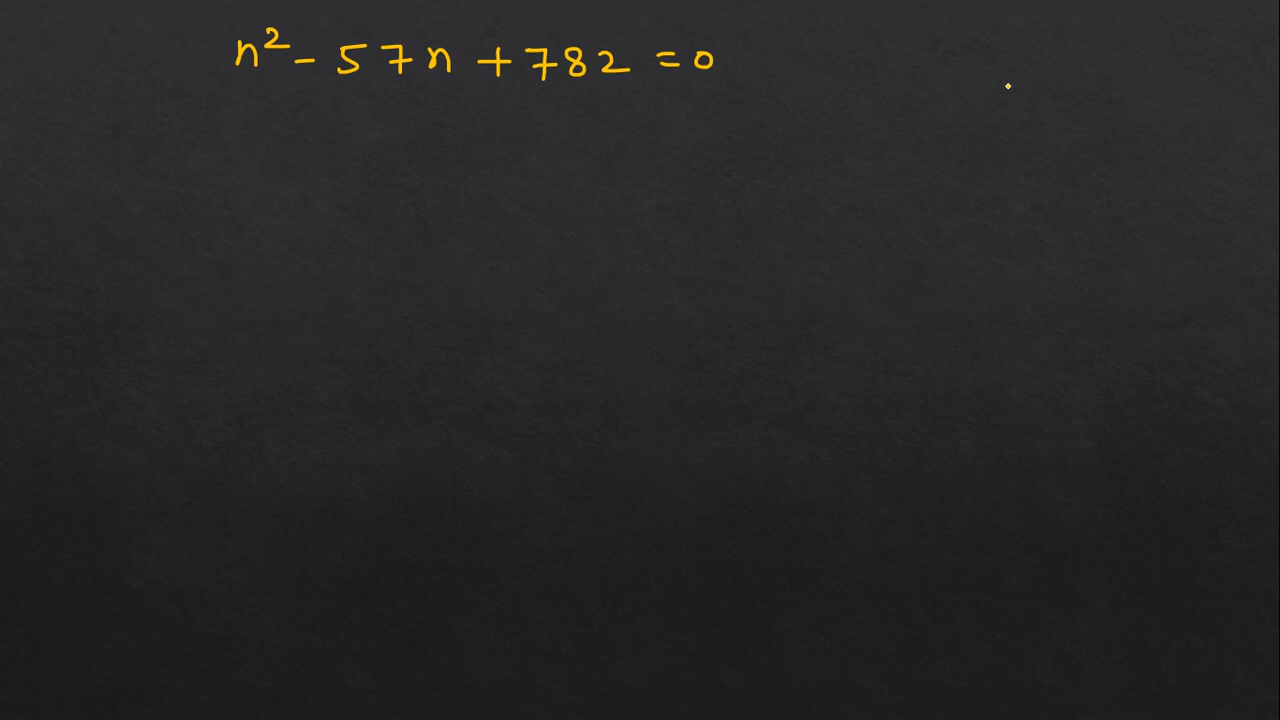 n² - 57n + 782 = 0